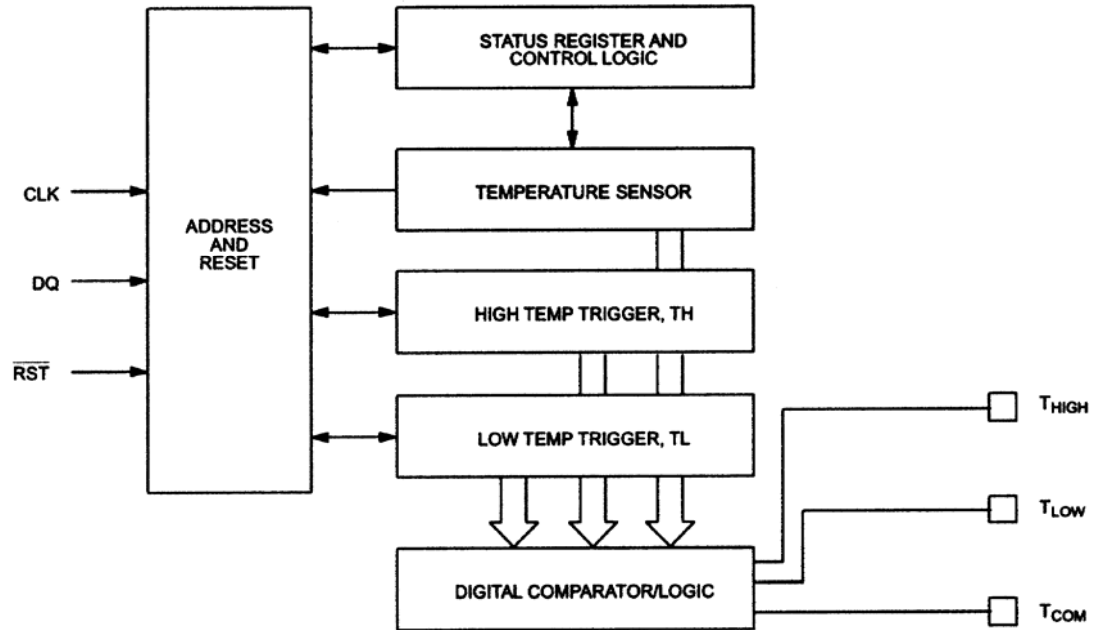 STATUS REGISTER AND
CONTROL LOGIC
CLK
DQ
R̅S̅T̅
ADDRESS
AND
RESET
TEMPERATURE SENSOR
HIGH TEMP TRIGGER, TH
LOW TEMP TRIGGER, TL
DIGITAL COMPARATOR/LOGIC
THIGH
TLOW
TCOM